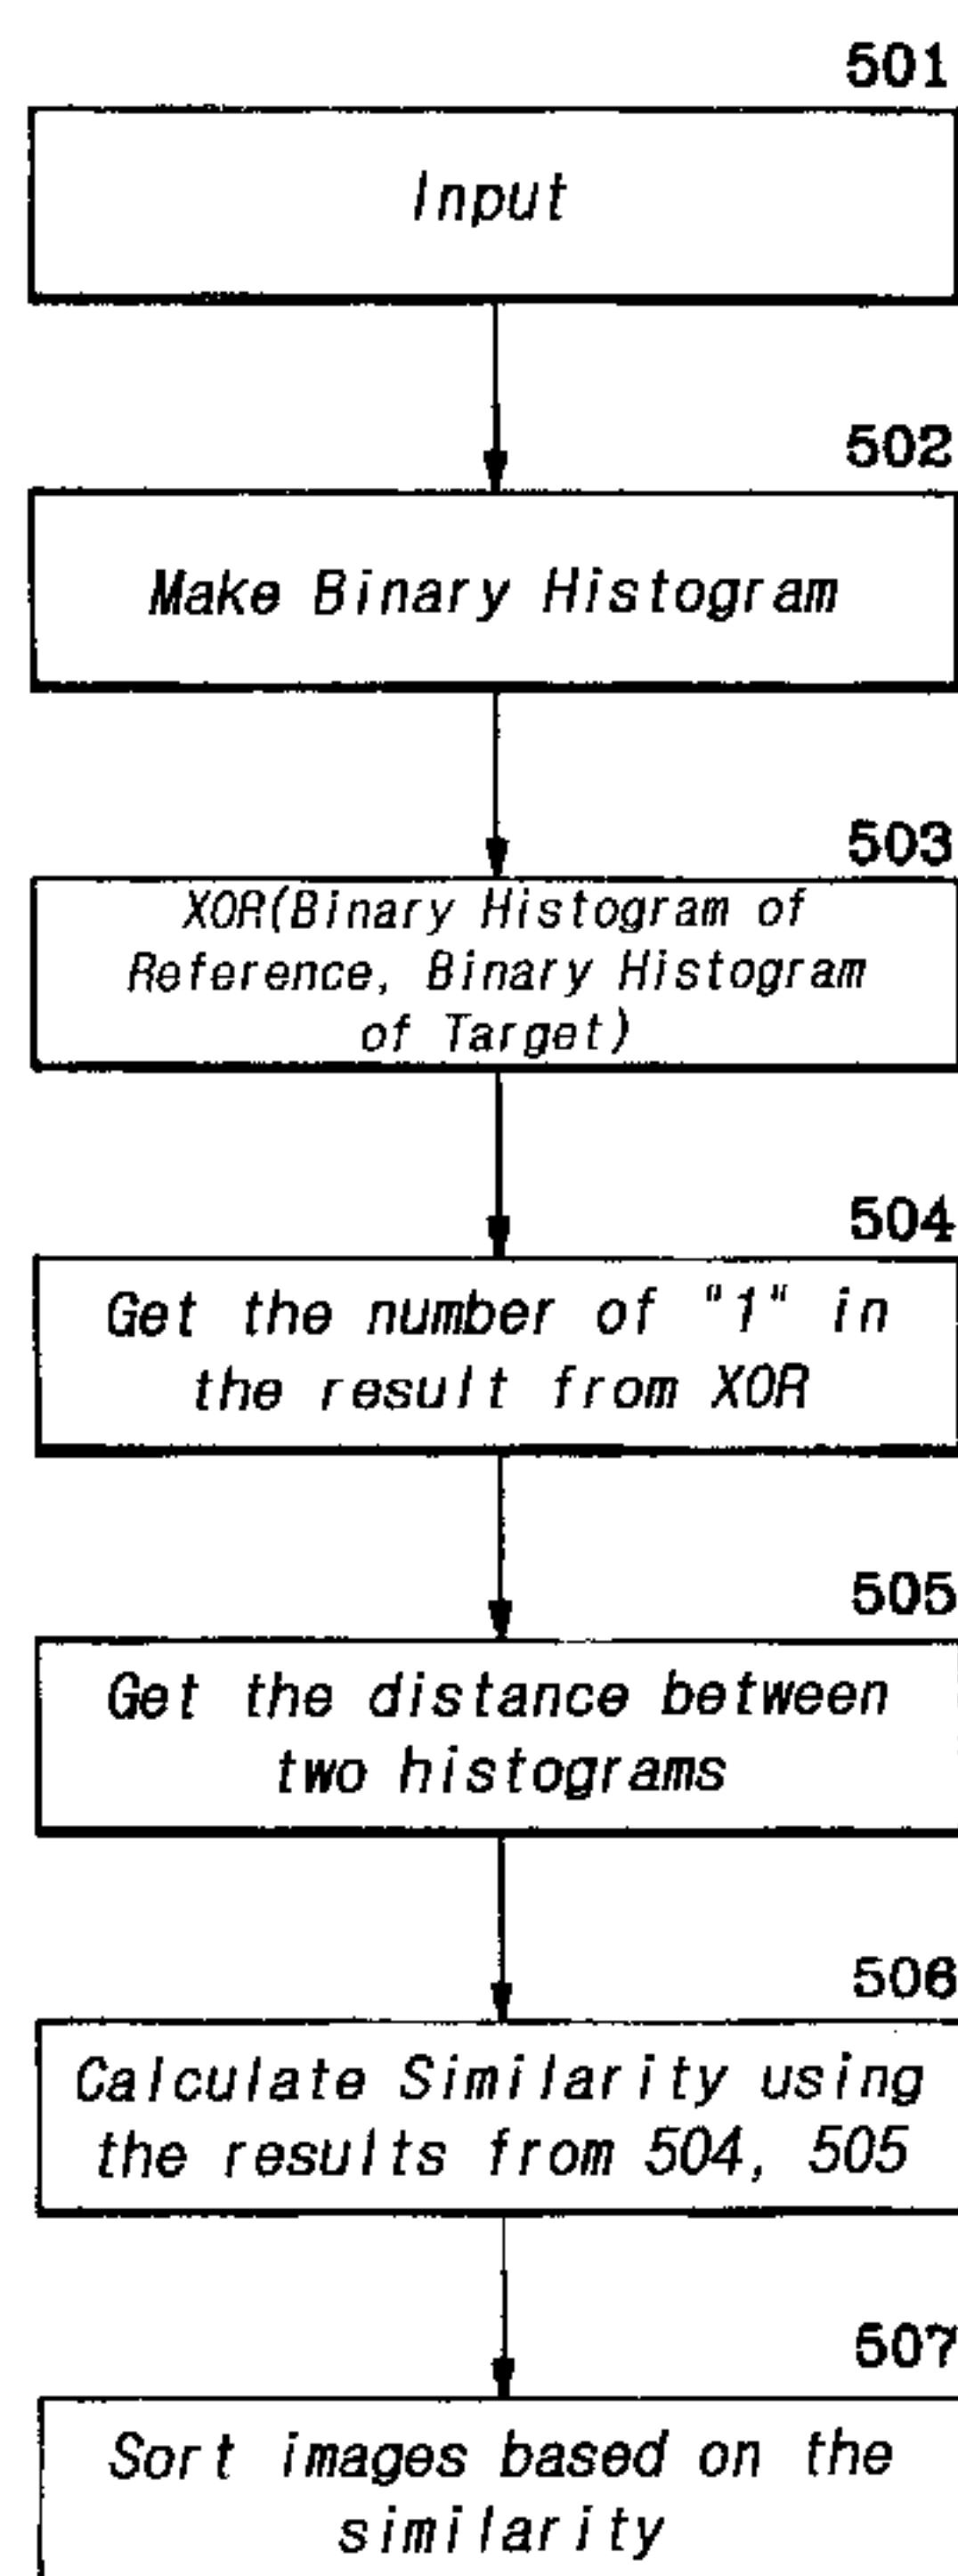 501
Input
502
Make Binary Histogram
503
XOR(Binary Histogram of
Reference, Binary Histogram
of Target)
504
Get the number of "1" in
the result from XOR
505
Get the distance between
two histograms
506
Calculate Similarity using
the results from 504, 505
507
Sort images based on the
similarity